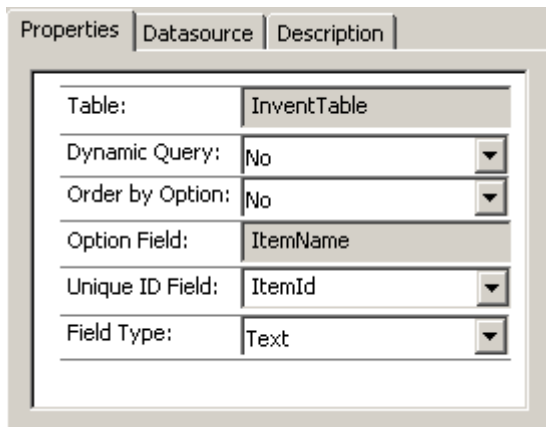 Properties Datasource Description
Table: InventTable
Dynamic Query: No
Order by Option: No
Option Field: ItemName
Unique ID Field: ItemId
Field Type: Text